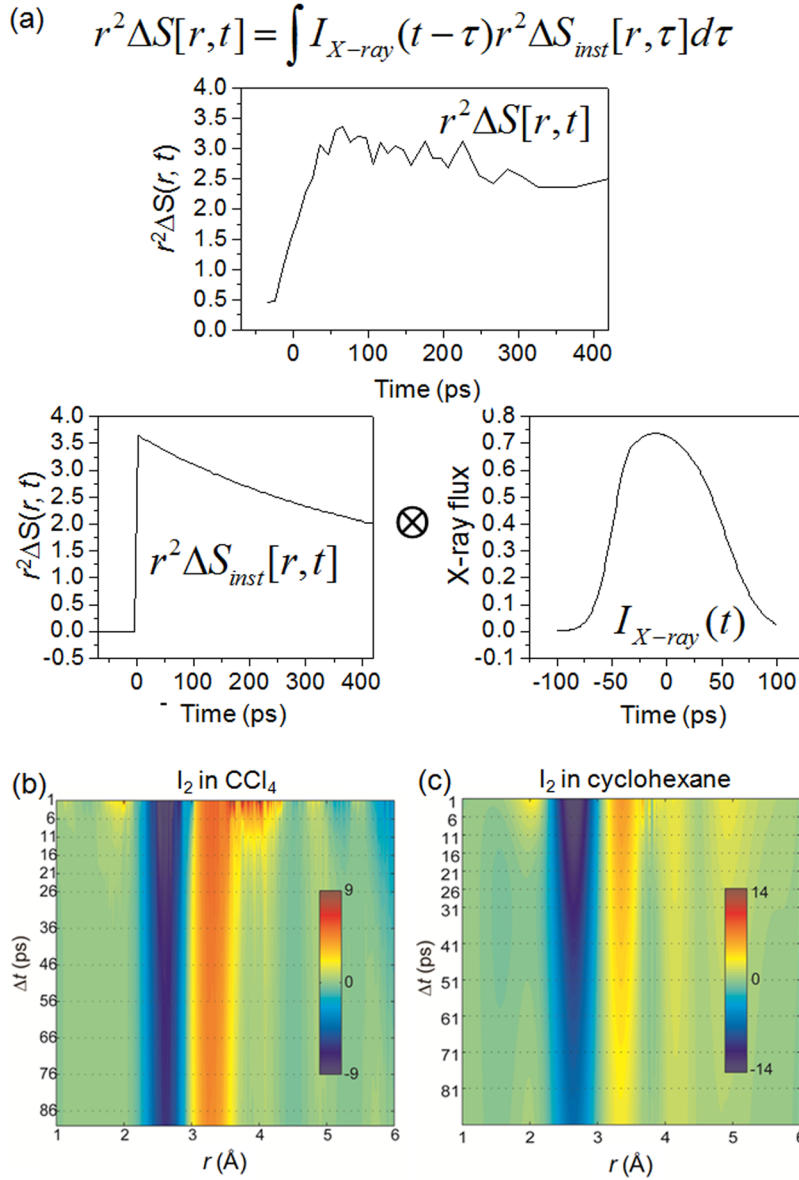 (a)
r²ΔS[r,t] = ∫ I_{X-ray}(t-τ)r²ΔS_{inst}[r,τ]dτ
4.0
3.5
3.0
2.5
2.0
1.5
1.0
0.5
0.0
r²ΔS(r, t)
r²ΔS[r,t]
0 100 200 300 400
Time (ps)
4.0
3.5
3.0
2.5
2.0
1.5
1.0
0.5
0.0
-0.5
r²ΔS(r, t)
r²ΔS_{inst}[r,t]
0 100 200 300 400
- Time (ps)
⊗
0.8
0.7
0.6
0.5
0.4
0.3
0.2
0.1
0.0
-0.1
X-ray flux
I_{X-ray}(t)
-100 -50 0 50 100
Time (ps)
(b) I₂ in CCl₄
1
6
11
16
21
26
36
46
56
66
76
86
Δt (ps)
9
0
-9
1 2 3 4 5 6
r (Å)
(c) I₂ in cyclohexane
1
6
11
16
21
26
31
41
51
61
71
81
Δt (ps)
14
0
-14
1 2 3 4 5 6
r (Å)